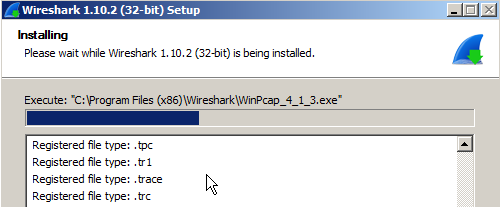 Wireshark 1.10.2 (32-bit) Setup
Installing
Please wait while Wireshark 1.10.2 (32-bit) is being installed.
Execute: "C:\Program Files (x86)\Wireshark\WinPcap_4_1_3.exe"
Registered file type: .tpc
Registered file type: .tr1
Registered file type: .trace
Registered file type: .trc